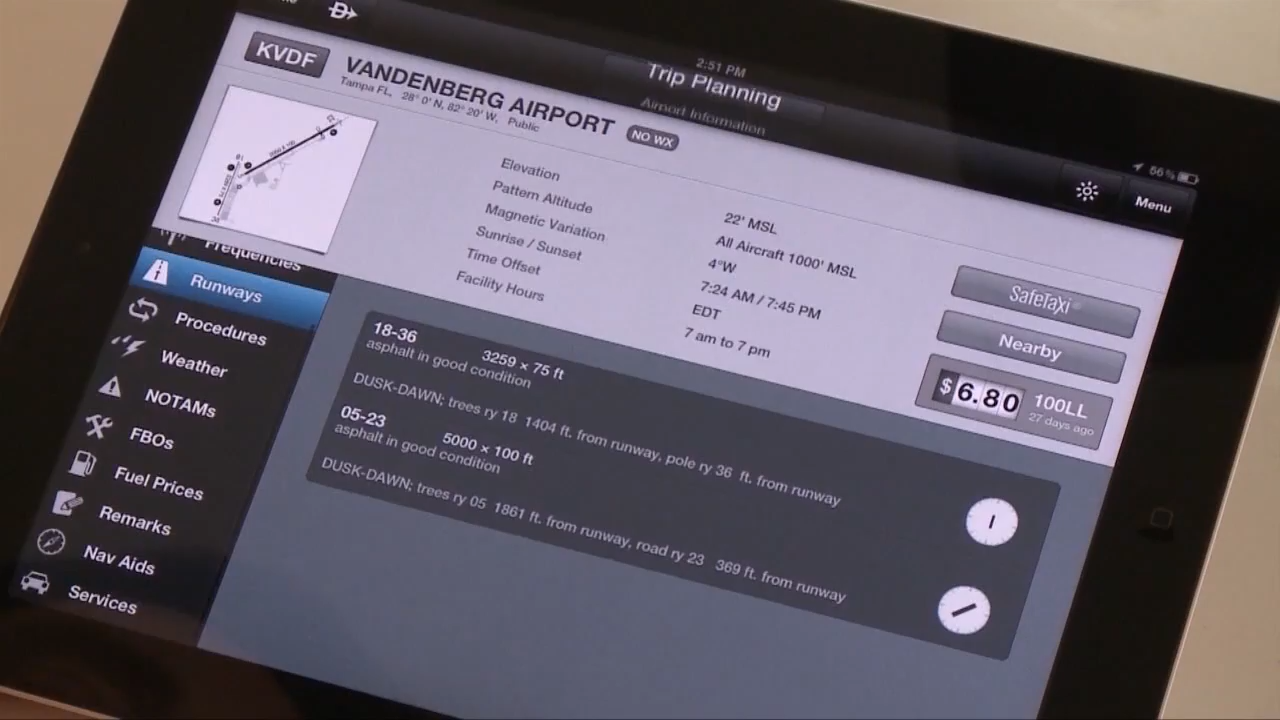 2:51 PM
56%
Trip Planning
Airport Information
Menu
KVDF
VANDENBERG AIRPORT
NO WX
Tampa FL, 28° 0' N, 82° 20' W, Public
Elevation 22' MSL
Pattern Altitude All Aircraft 1000' MSL
Magnetic Variation 4°W
Sunrise / Sunset 7:24 AM / 7:45 PM
Time Offset EDT
Facility Hours 7 am to 7 pm
SafeTaxi
Nearby
$6.80 100LL
27 days ago
Frequencies
Runways
Procedures
Weather
NOTAMs
FBOs
Fuel Prices
Remarks
Nav Aids
Services
18-36 3259 x 75 ft
asphalt in good condition
DUSK-DAWN; trees ry 18 1404 ft. from runway, pole ry 36 ft. from runway
05-23 5000 x 100 ft
asphalt in good condition
DUSK-DAWN; trees ry 05 1861 ft. from runway, road ry 23 369 ft. from runway